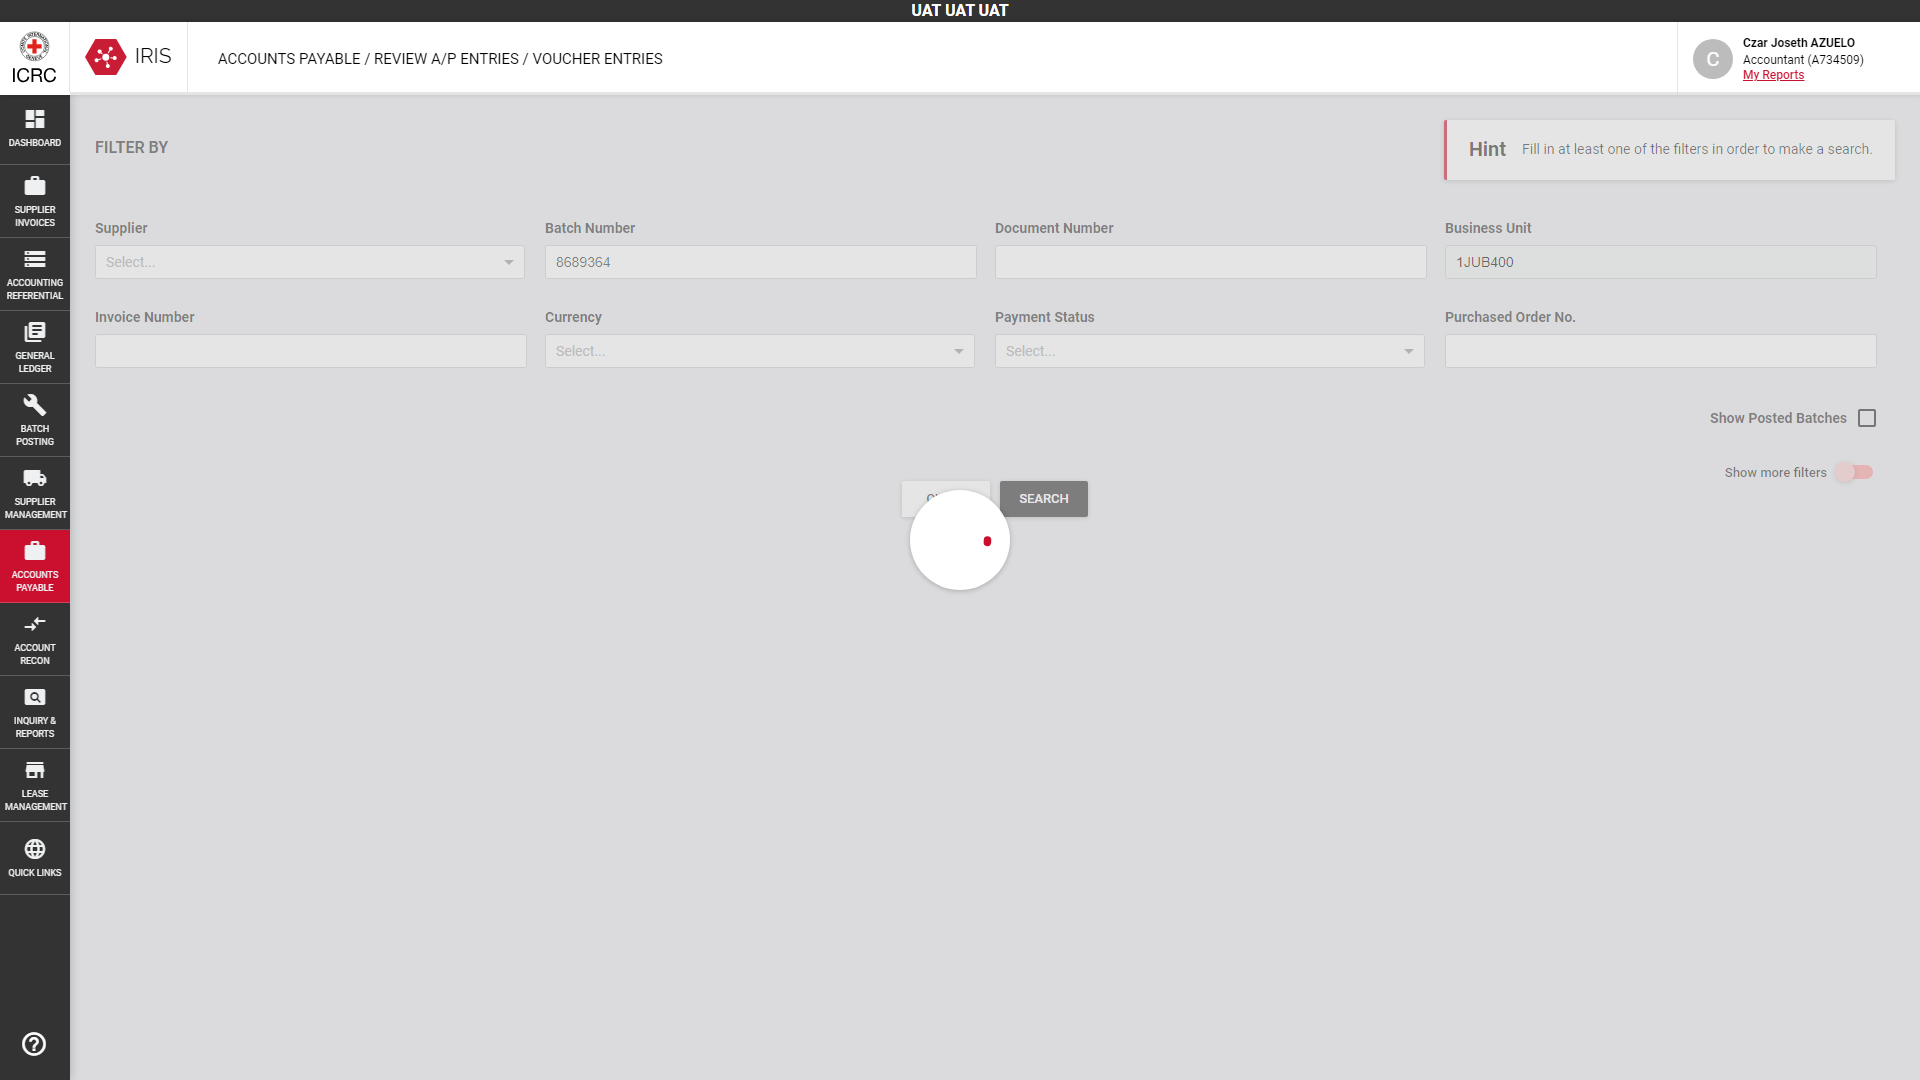 UAT UAT UAT
ICRC
IRIS
ACCOUNTS PAYABLE / REVIEW A/P ENTRIES / VOUCHER ENTRIES
C
Czar Joseth AZUELO
Accountant (A734509)
My Reports
DASHBOARD
SUPPLIER
INVOICES
ACCOUNTING
REFERENTIAL
GENERAL
LEDGER
BATCH
POSTING
SUPPLIER
MANAGEMENT
ACCOUNTS
PAYABLE
ACCOUNT
RECON
INQUIRY &
REPORTS
LEASE
MANAGEMENT
QUICK LINKS
FILTER BY
Hint Fill in at least one of the filters in order to make a search.
Supplier
Batch Number
Document Number
Business Unit
Select...
8689364
1JUB400
Invoice Number
Currency
Payment Status
Purchased Order No.
Select...
Select...
Show Posted Batches
Show more filters
SEARCH